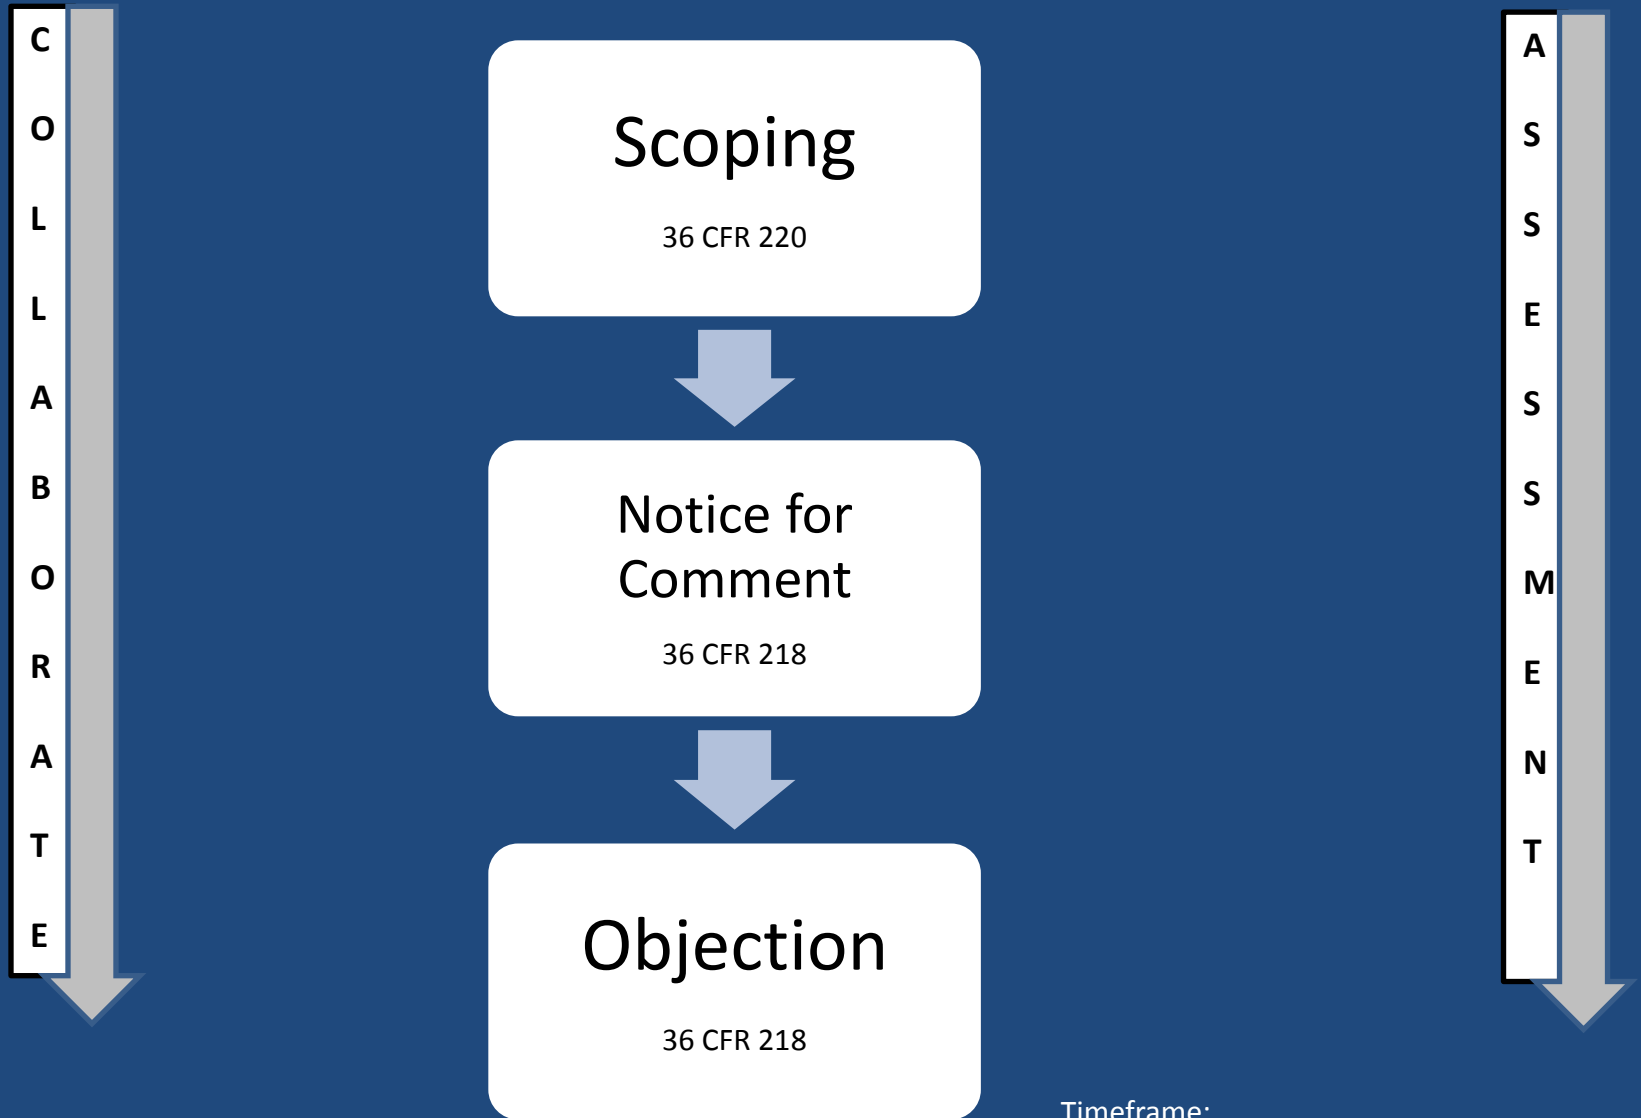 C
O
L
L
A
B
O
R
A
T
E
Scoping
36 CFR 220
Notice for
Comment
36 CFR 218
Objection
36 CFR 218
Timeframe:
A
S
S
E
S
S
M
E
N
T